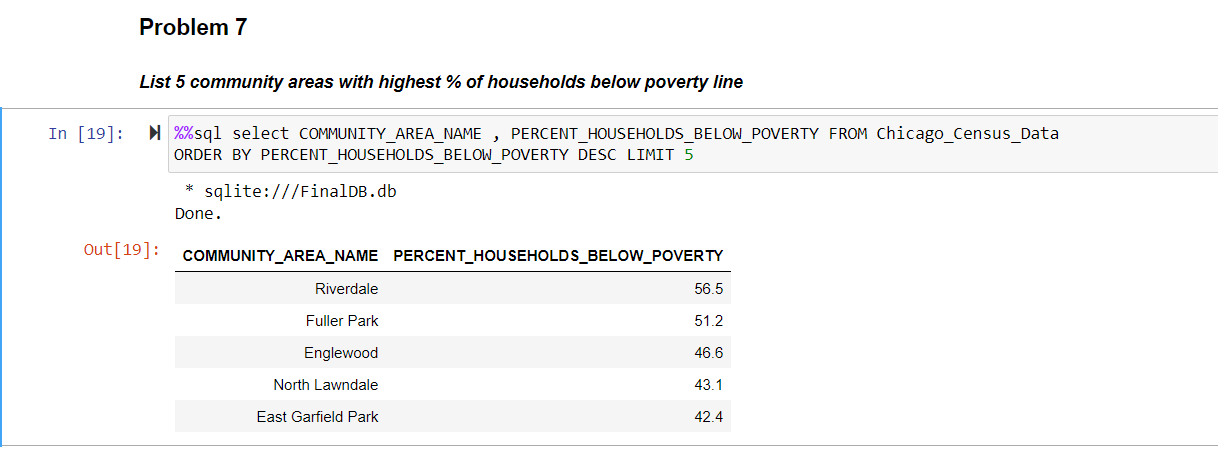 Problem 7
List 5 community areas with highest % of households below poverty line
In [19]: %%sql select COMMUNITY_AREA_NAME , PERCENT_HOUSEHOLDS_BELOW_POVERTY FROM Chicago_Census_Data
ORDER BY PERCENT_HOUSEHOLDS_BELOW_POVERTY DESC LIMIT 5
* sqlite:///FinalDB.db
Done.
Out[19]:
COMMUNITY_AREA_NAME PERCENT_HOUSEHOLDS_BELOW_POVERTY
Riverdale 56.5
Fuller Park 51.2
Englewood 46.6
North Lawndale 43.1
East Garfield Park 42.4